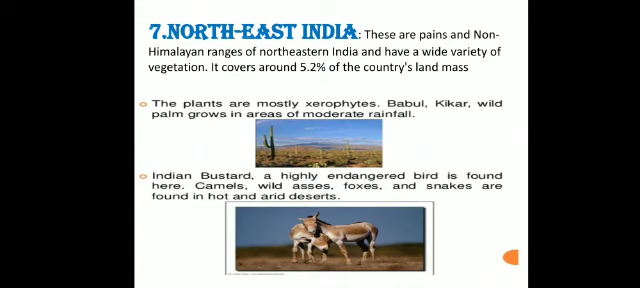 7.NORTH-EAST INDIA: These are pains and Non-
Himalayan ranges of northeastern India and have a wide variety of
vegetation. It covers around 5.2% of the country's land mass
The plants are mostly xerophytes. Babul, Kikar, wild
palm grows in areas of moderate rainfall.
Indian Bustard, a highly endangered bird is found
here. Camels, wild asses, foxes, and snakes are
found in hot and arid deserts.